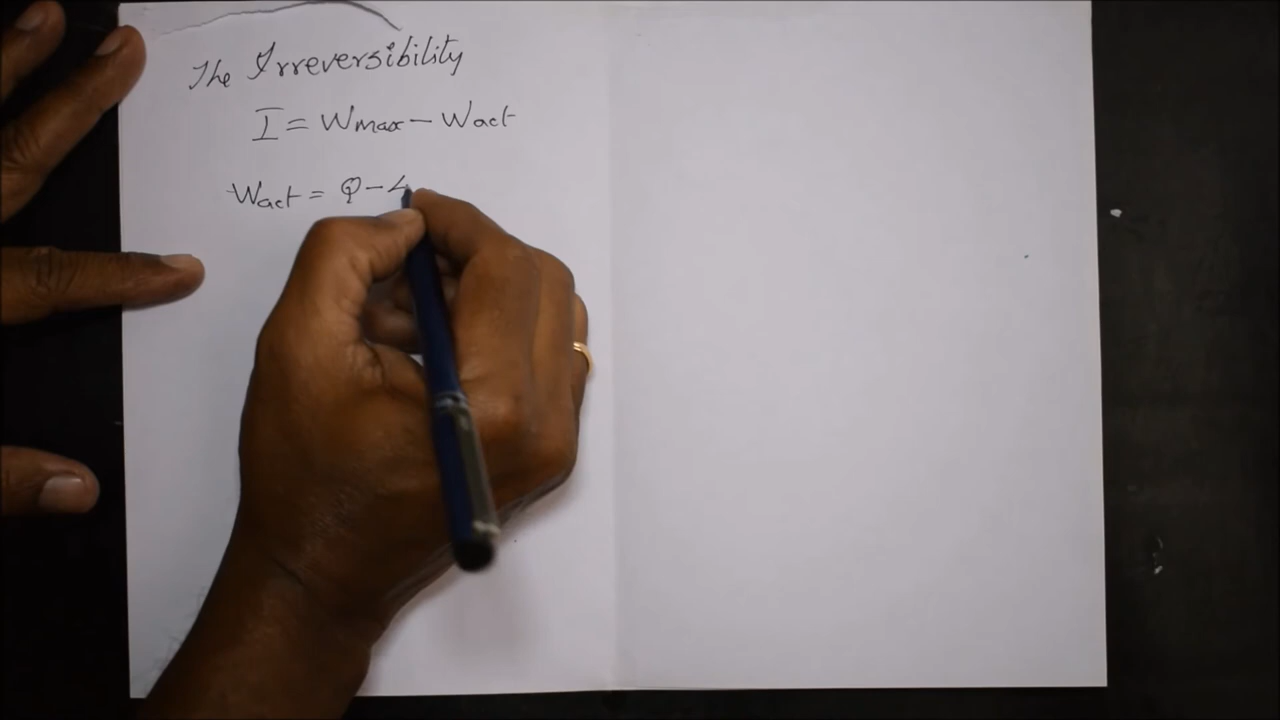 The Irreversibility
I = Wmax - Wact
Wact = Q -